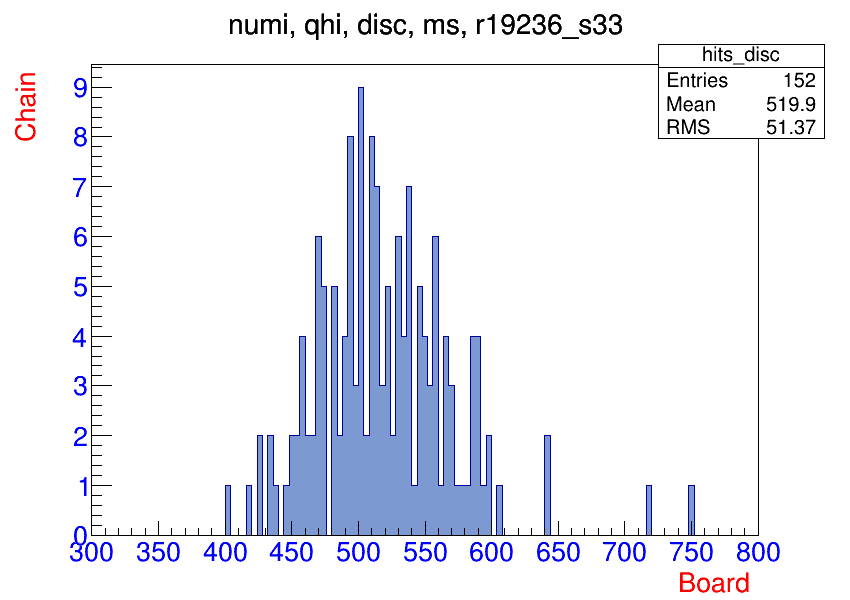 numi, qhi, disc, ms, r19236_s33
hits_disc
Entries 152
Mean 519.9
RMS 51.37
Chain
9
8
7
6
5
4
3
2
1
0
300 350 400 450 500 550 600 650 700 750 800
Board